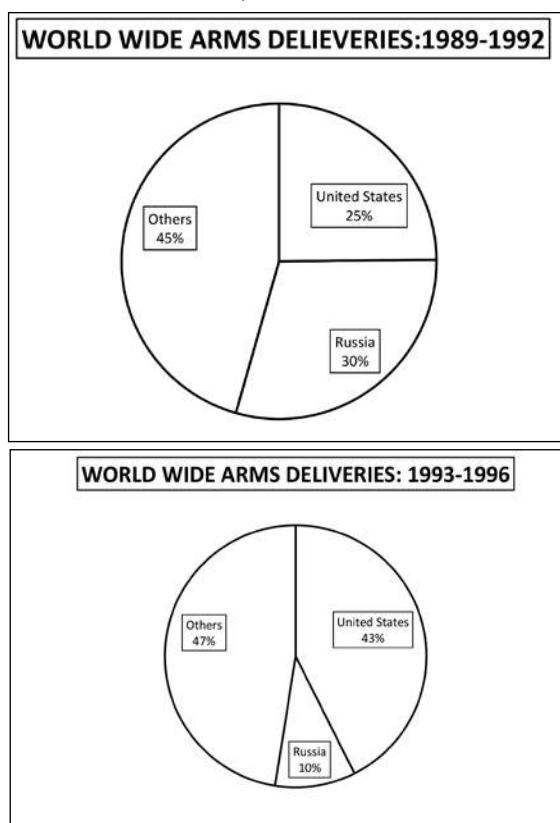 WORLD WIDE ARMS DELIEVERIES:1989-1992
United States
25%
Others
45%
Russia
30%
WORLD WIDE ARMS DELIVERIES: 1993-1996
United States
43%
Others
47%
Russia
10%